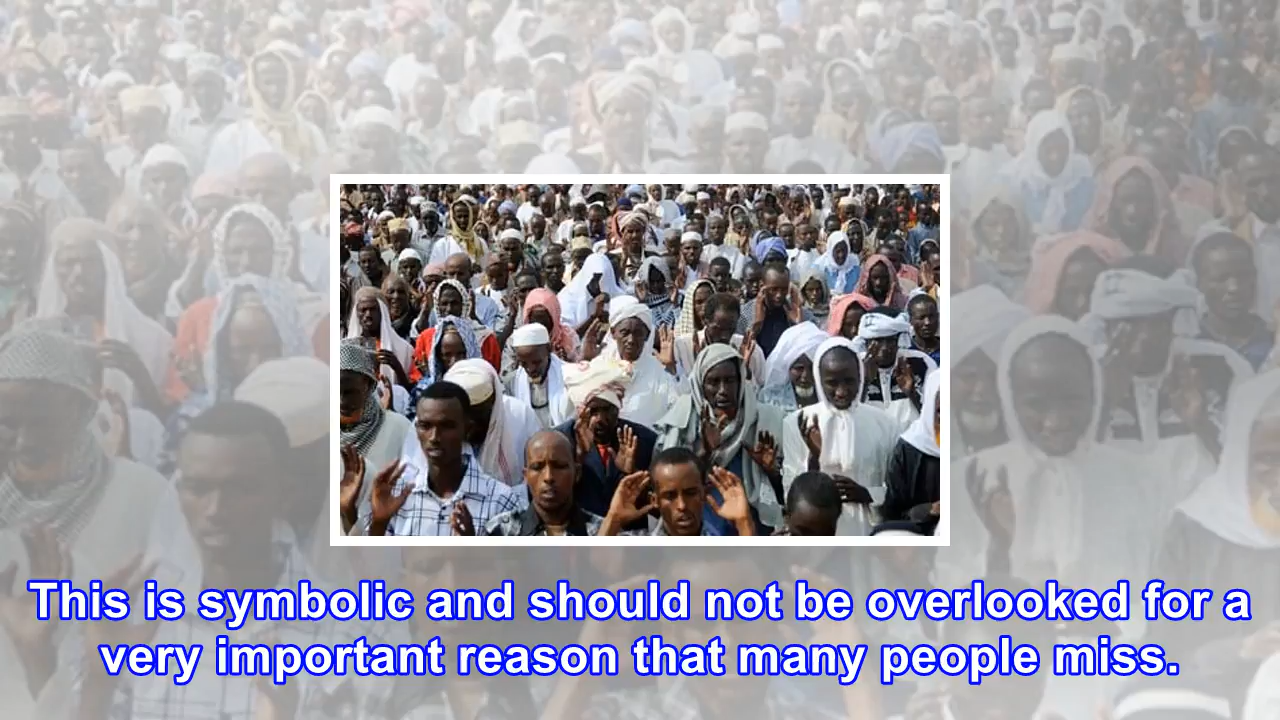 This is symbolic and should not be overlooked for a
very important reason that many people miss.